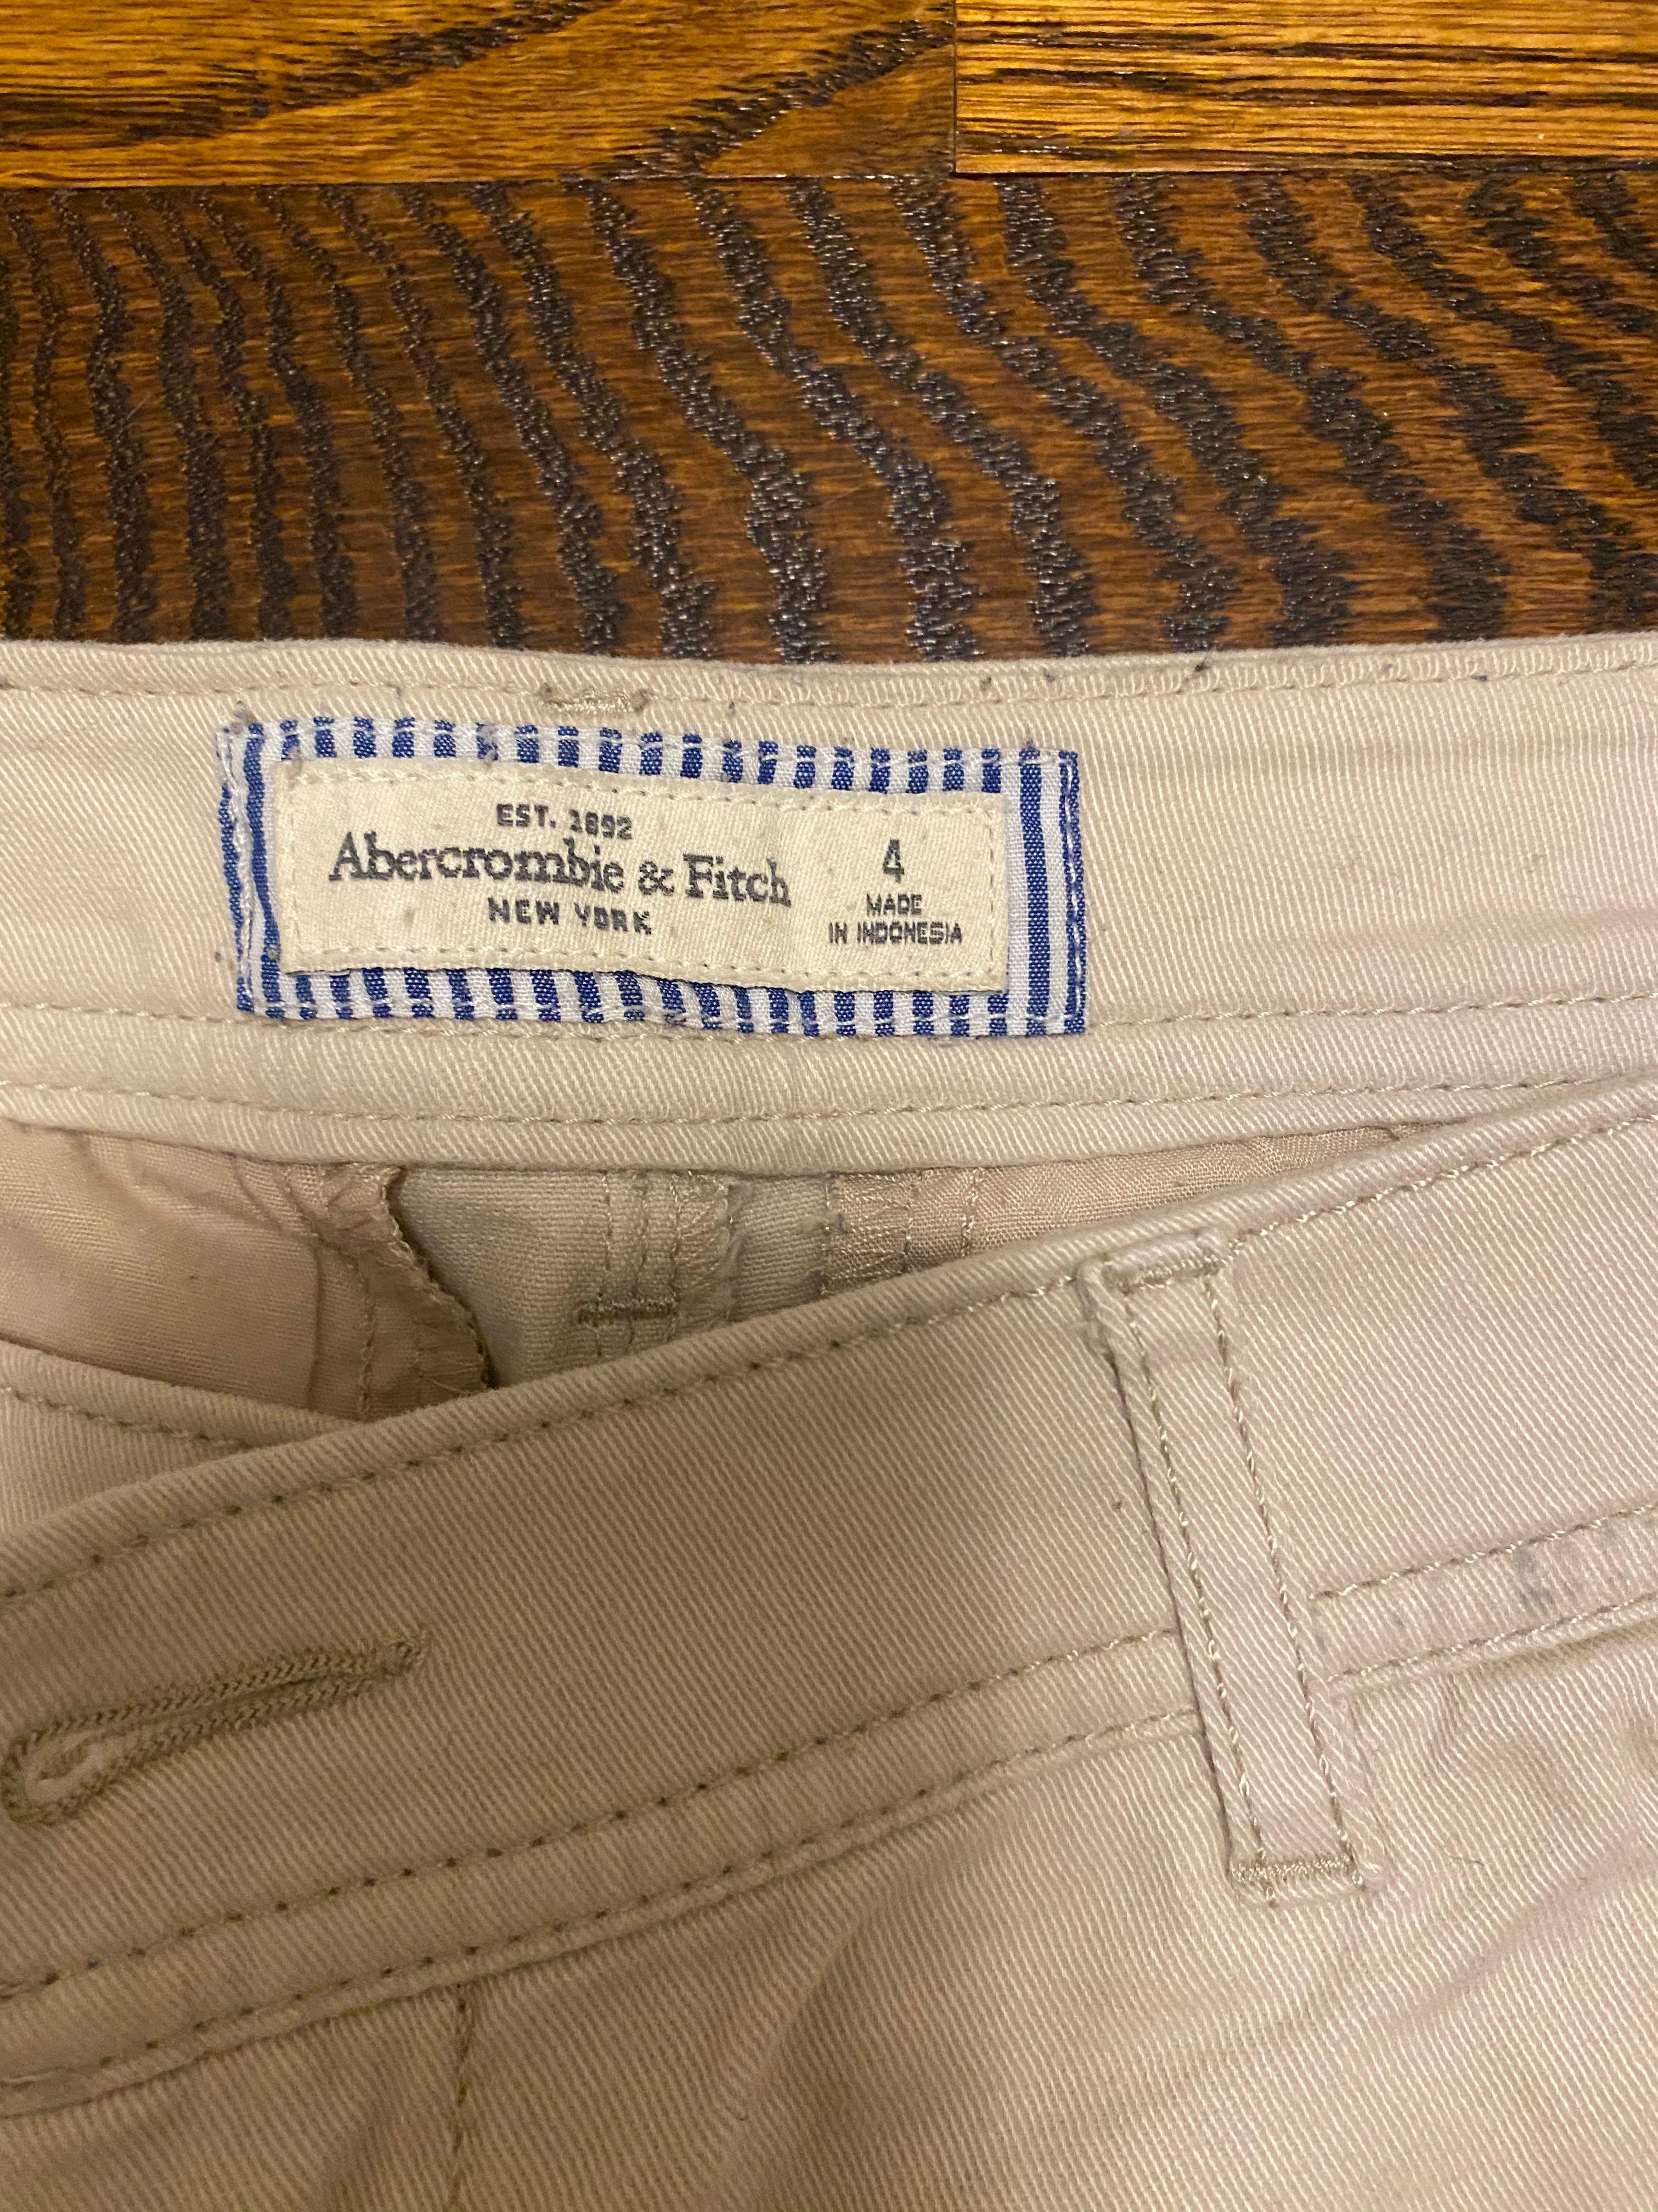 EST. 1892
Abercrombie & Fitch
NEW YORK
4
MADE
IN INDONESIA